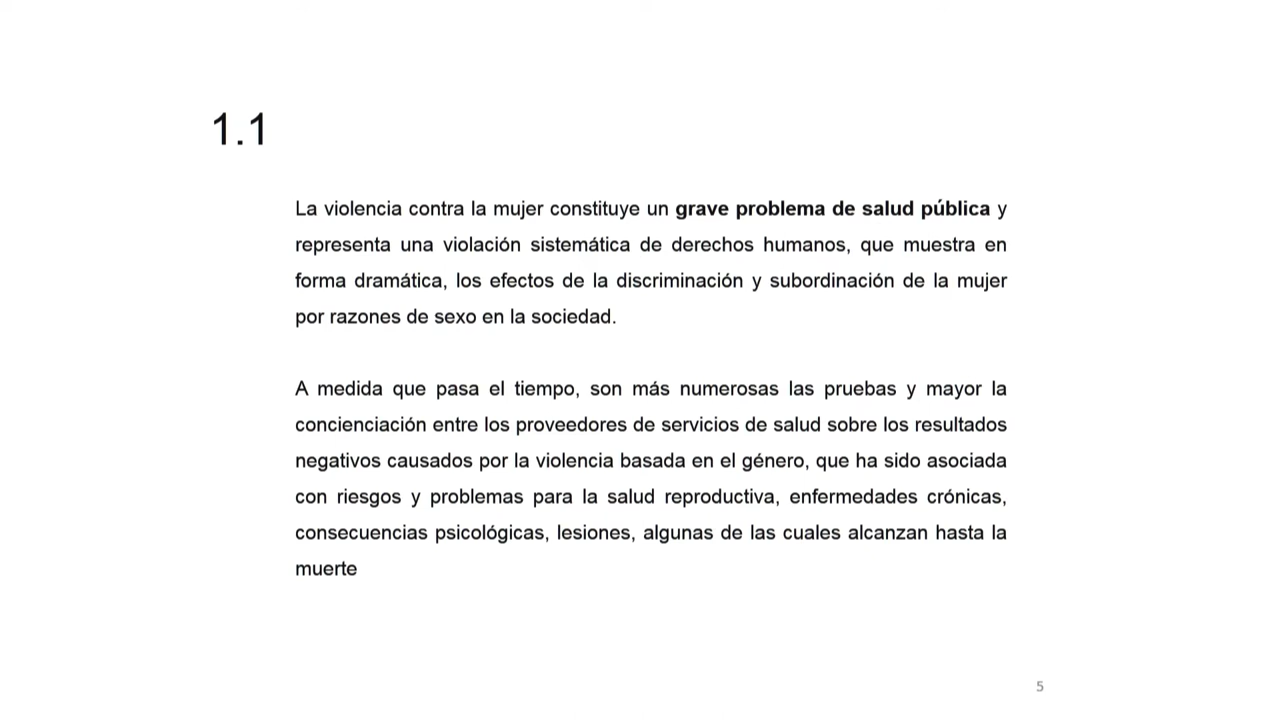 1.1
La violencia contra la mujer constituye un grave problema de salud pública y
representa una violación sistemática de derechos humanos, que muestra en
forma dramática, los efectos de la discriminación y subordinación de la mujer
por razones de sexo en la sociedad.
A medida que pasa el tiempo, son más numerosas las pruebas y mayor la
concienciación entre los proveedores de servicios de salud sobre los resultados
negativos causados por la violencia basada en el género, que ha sido asociada
con riesgos y problemas para la salud reproductiva, enfermedades crónicas,
consecuencias psicológicas, lesiones, algunas de las cuales alcanzan hasta la
muerte
5